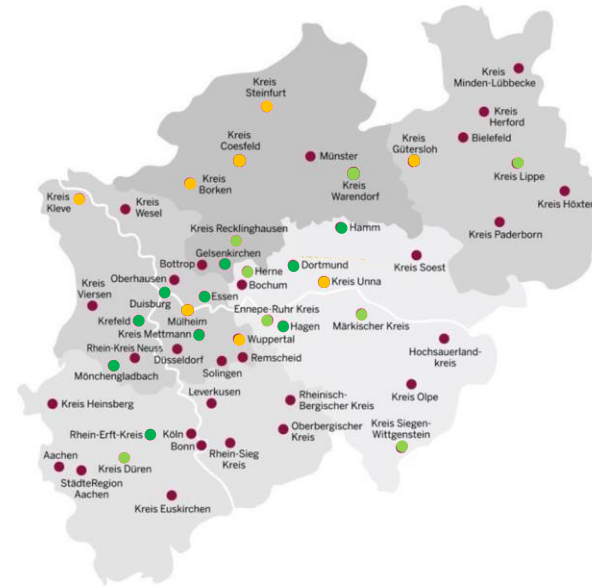 Kreis
Minden-Lübbecke
Kreis
Steinfurt
Kreis
Herford
Kreis
Coesfeld
Münster
Kreis
Gütersloh
Bielefeld
Kreis
Borken
Kreis
Warendorf
Kreis Lippe
Kreis
Kleve
Kreis
Wesel
Kreis Höxter
Kreis Recklinghausen
Hamm
Kreis Paderborn
Gelsenkirchen
Bottrop
Dortmund
Kreis Soest
Oberhausen
Herne
Kreis
Viersen
Duisburg
Essen
Bochum
Kreis Unna
Krefeld
Mülheim
Ennepe-Ruhr Kreis
Hagen
Märkischer Kreis
Kreis Mettmann
Wuppertal
Rhein-Kreis Neuss
Düsseldorf
Remscheid
Hochsauerland-
kreis
Mönchengladbach
Solingen
Leverkusen
Rheinisch-
Bergischer Kreis
Kreis Olpe
Kreis Heinsberg
Rhein-Erft-Kreis
Köln
Bonn
Oberbergischer
Kreis
Kreis Siegen-
Wittgenstein
Rhein-Sieg
Kreis
Aachen
Kreis Düren
StädteRegion
Aachen
Kreis Euskirchen